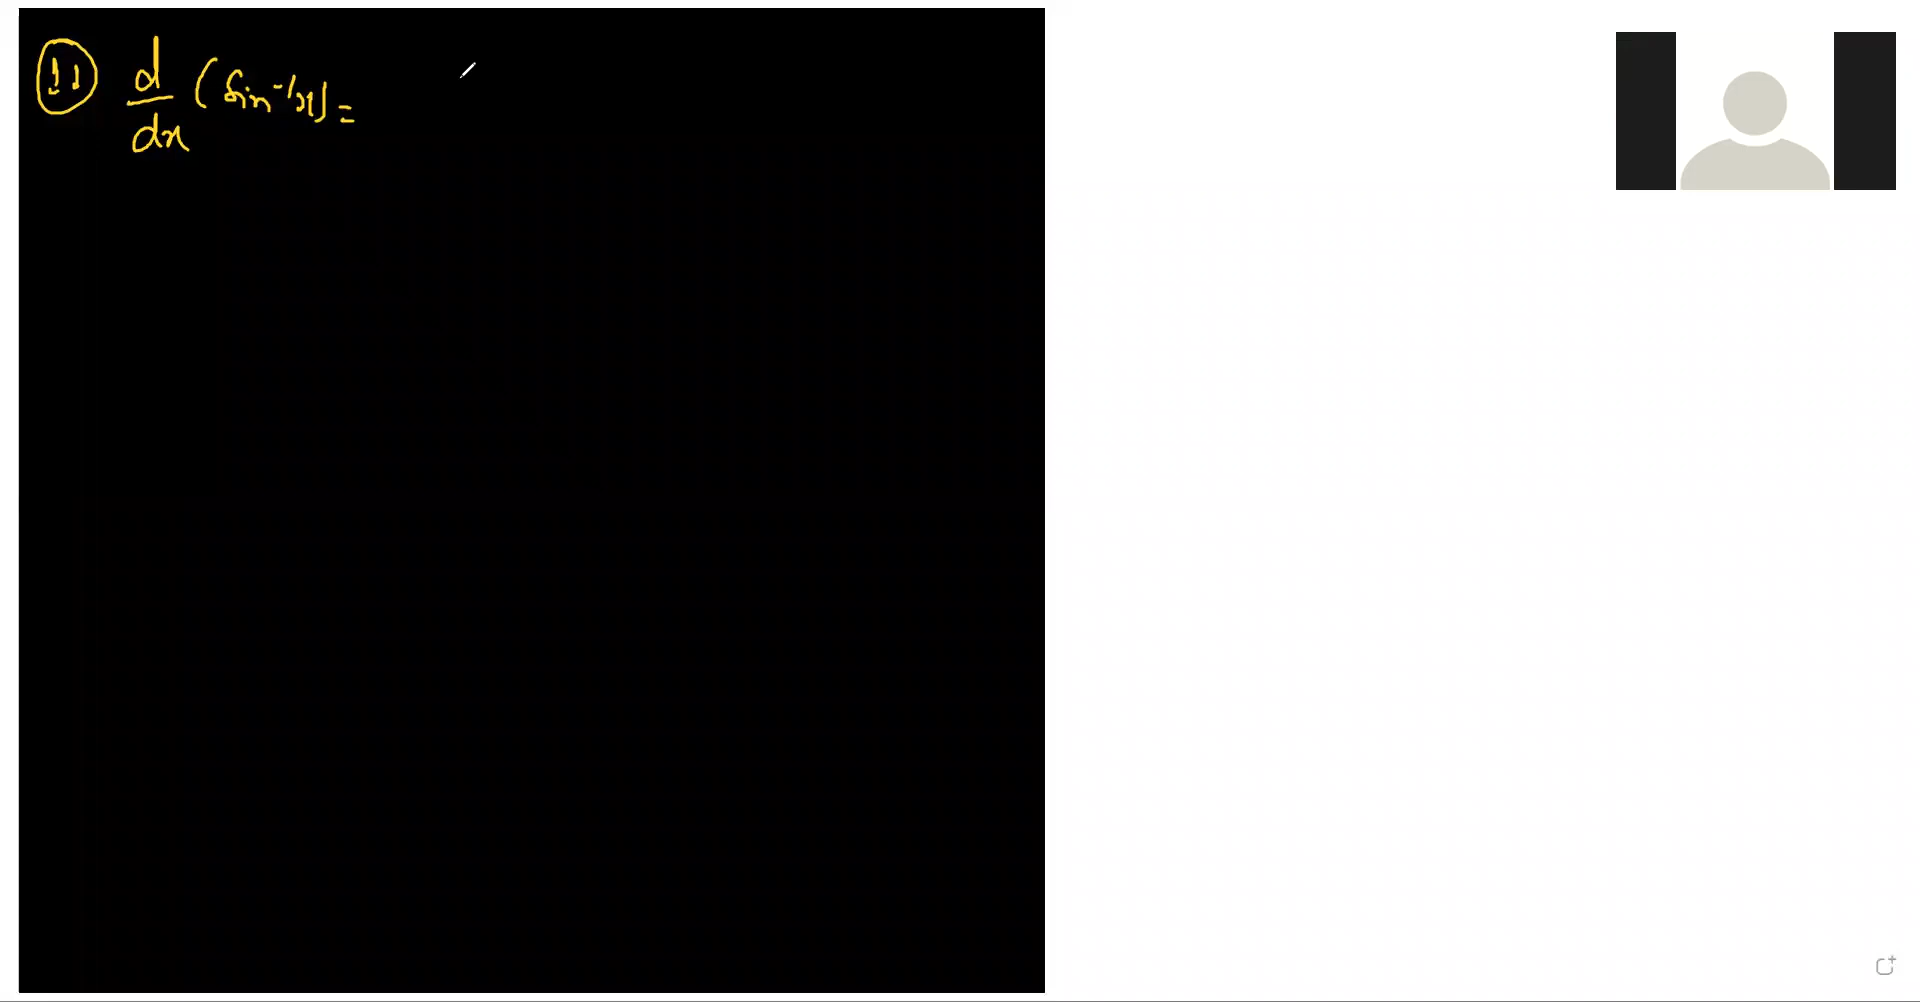 11 d/dx (Sin⁻¹x) =